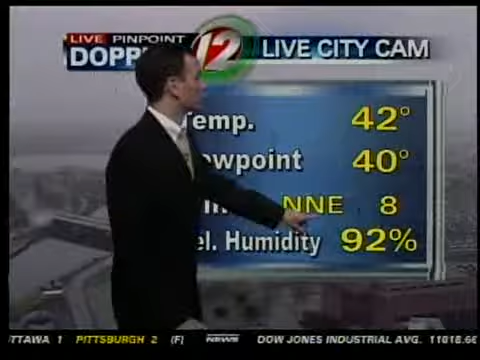 LIVE PINPOINT
DOPP
12
LIVE CITY CAM
Temp. 42°
ewpoint 40°
NNE 8
el. Humidity 92%
TTAWA 1 PITTSBURGH 2 (F) NEWS DOW JONES INDUSTRIAL AVG. 11018.66